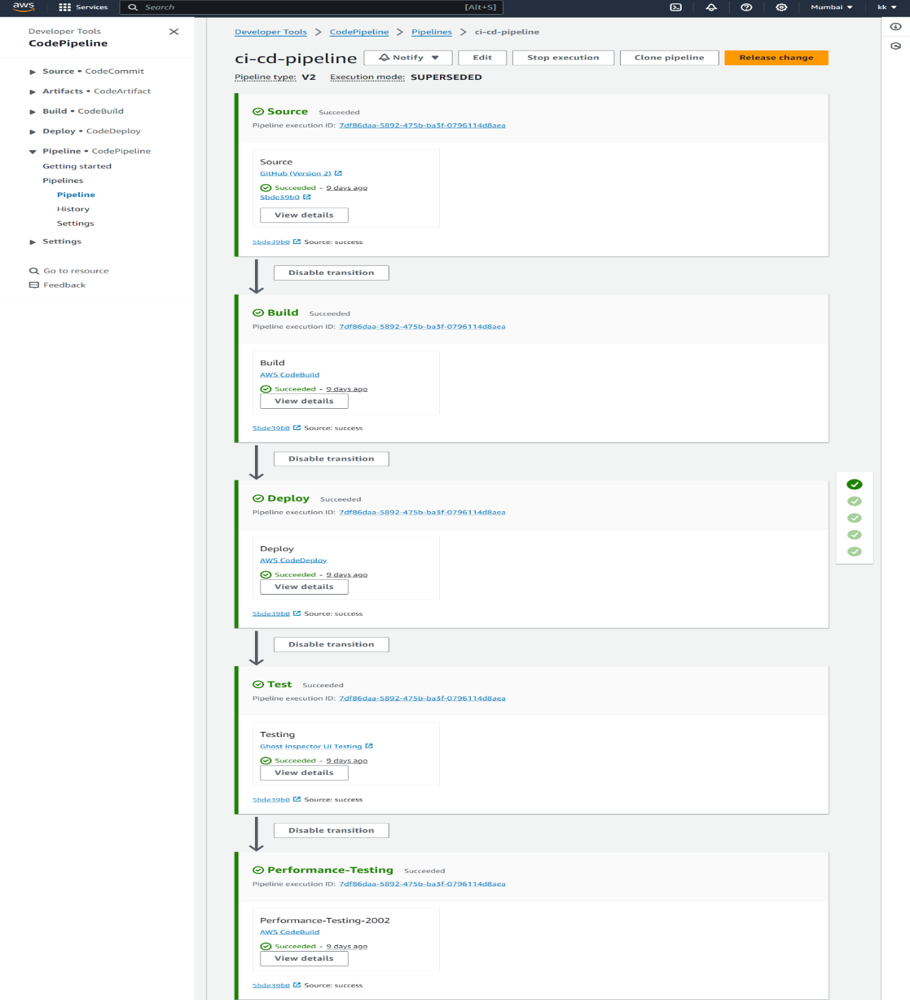 aws Services Search [Alt+S] Mumbai ▼ kk ▼
Developer Tools
CodePipeline
Source • CodeCommit
Artifacts • CodeArtifact
Build • CodeBuild
Deploy • CodeDeploy
Pipeline • CodePipeline
Getting started
Pipelines
Pipeline
History
Settings
Settings
Go to resource
Feedback
Developer Tools > CodePipeline > Pipelines > ci-cd-pipeline
ci-cd-pipeline Notify ▼ Edit Stop execution Clone pipeline Release change
Pipeline type: V2 Execution mode: SUPERSEDED
Source Succeeded
Pipeline execution ID: 7df86daa-5892-475b-ba3f-0796114d8aea
Source
GitHub (Version 2)
Succeeded - 9 days ago
5bde39b0
View details
5bde39b0 Source: success
Disable transition
Build Succeeded
Pipeline execution ID: 7df86daa-5892-475b-ba3f-0796114d8aea
Build
AWS CodeBuild
Succeeded - 9 days ago
View details
5bde39b0 Source: success
Disable transition
Deploy Succeeded
Pipeline execution ID: 7df86daa-5892-475b-ba3f-0796114d8aea
Deploy
AWS CodeDeploy
Succeeded - 9 days ago
View details
5bde39b0 Source: success
Disable transition
Test Succeeded
Pipeline execution ID: 7df86daa-5892-475b-ba3f-0796114d8aea
Testing
Ghost Inspector UI Testing
Succeeded - 9 days ago
View details
5bde39b0 Source: success
Disable transition
Performance-Testing Succeeded
Pipeline execution ID: 7df86daa-5892-475b-ba3f-0796114d8aea
Performance-Testing-2002
AWS CodeBuild
Succeeded - 9 days ago
View details
5bde39b0 Source: success